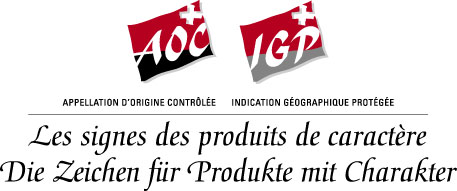 AOC IGP
APPELLATION D'ORIGINE CONTRÔLÉE INDICATION GÉOGRAPHIQUE PROTÉGÉE
Les signes des produits de caractère
Die Zeichen für Produkte mit Charakter